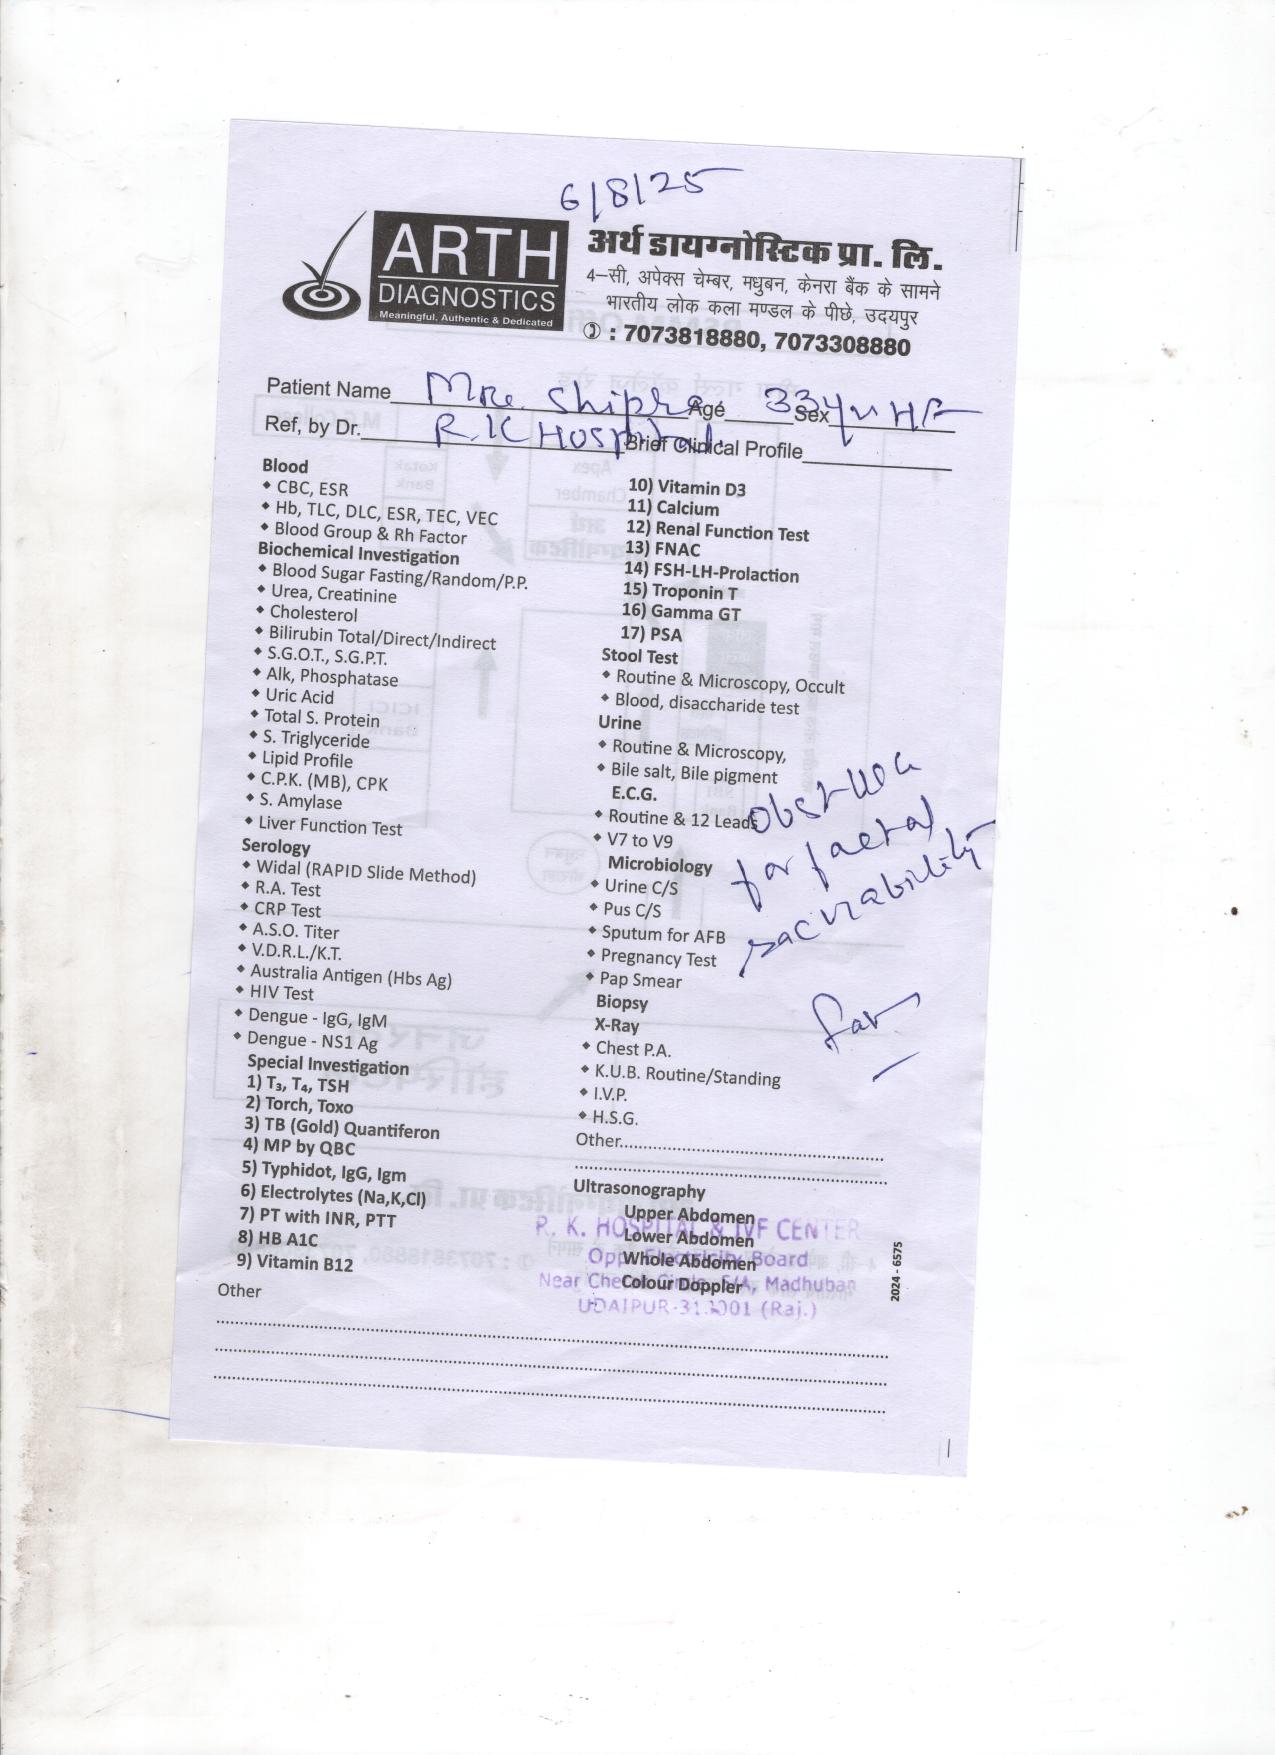 6/8/25
ARTH
DIAGNOSTICS
Meaningful, Authentic & Dedicated
अर्थ डायग्नोस्टिक प्रा. लि.
4–सी, अपेक्स चेम्बर, मधुबन, केनरा बैंक के सामने
भारतीय लोक कला मण्डल के पीछे, उदयपुर
: 7073818880, 7073308880
Patient Name Mrs. Shipra Age 33yr Sex F
Ref, by Dr. R.K Hospital Brief Clinical Profile
Blood
CBC, ESR
Hb, TLC, DLC, ESR, TEC, VEC
Blood Group & Rh Factor
Biochemical Investigation
Blood Sugar Fasting/Random/P.P.
Urea, Creatinine
Cholesterol
Bilirubin Total/Direct/Indirect
S.G.O.T., S.G.P.T.
Alk, Phosphatase
Uric Acid
Total S. Protein
S. Triglyceride
Lipid Profile
C.P.K. (MB), CPK
S. Amylase
Liver Function Test
Serology
Widal (RAPID Slide Method)
R.A. Test
CRP Test
A.S.O. Titer
V.D.R.L./K.T.
Australia Antigen (Hbs Ag)
HIV Test
Dengue - IgG, IgM
Dengue - NS1 Ag
Special Investigation
1) T₃, T₄, TSH
2) Torch, Toxo
3) TB (Gold) Quantiferon
4) MP by QBC
5) Typhidot, IgG, Igm
6) Electrolytes (Na,K,Cl)
7) PT with INR, PTT
8) HB A1C
9) Vitamin B12
Other
10) Vitamin D3
11) Calcium
12) Renal Function Test
13) FNAC
14) FSH-LH-Prolaction
15) Troponin T
16) Gamma GT
17) PSA
Stool Test
Routine & Microscopy, Occult
Blood, disaccharide test
Urine
Routine & Microscopy,
Bile salt, Bile pigment
E.C.G.
Routine & 12 Leads
V7 to V9
Microbiology
Urine C/S
Pus C/S
Sputum for AFB
Pregnancy Test
Pap Smear
Biopsy
X-Ray
Chest P.A.
K.U.B. Routine/Standing
I.V.P.
H.S.G.
Other
Ultrasonography
Upper Abdomen
Lower Abdomen
Whole Abdomen
Colour Doppler
for
R. K. HOSPITAL & IVF CENTER
Opp. Electricity Board
Near Circle, 5/A, Madhuban
UDAIPUR-313001 (Raj.)
2024 - 6575